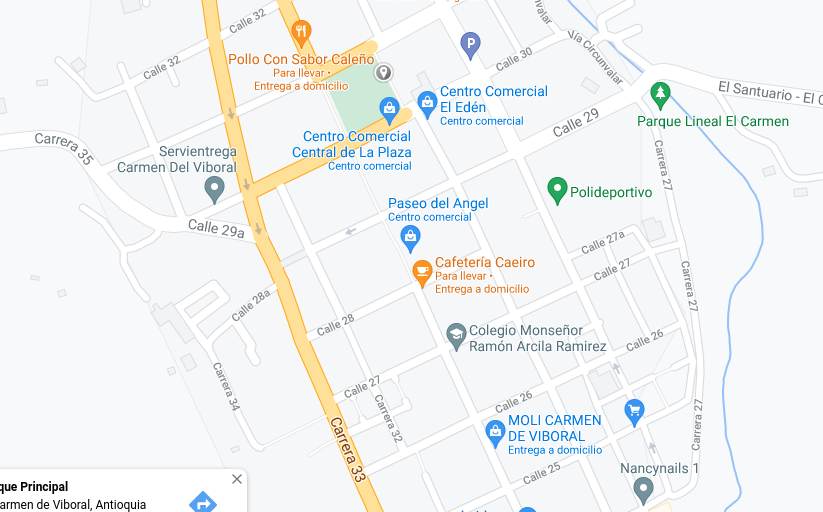 Calle 32
Vía Circunvalar
Pollo Con Sabor Caleño
Para llevar •
Entrega a domicilio
P
Calle 30
Calle 32
Centro Comercial
El Edén
Centro comercial
El Santuario - El C
Parque Lineal El Carmen
Calle 29
Centro Comercial
Central de La Plaza
Centro comercial
Carrera 35
Servientrega
Carmen Del Viboral
Carrera 27
Polideportivo
Paseo del Angel
Centro comercial
Calle 29a
Calle 27a
Cafetería Caeiro
Para llevar •
Entrega a domicilio
Calle 27
Carrera 27
Calle 28a
Calle 28
Colegio Monseñor
Ramón Arcila Ramirez
Calle 26
Carrera 34
Calle 27
Calle 26
Carrera 32
Carrera 33
MOLI CARMEN
DE VIBORAL
Entrega a domicilio
Carrera 27
Calle 25
Nancynails 1
que Principal
armen de Viboral, Antioquia